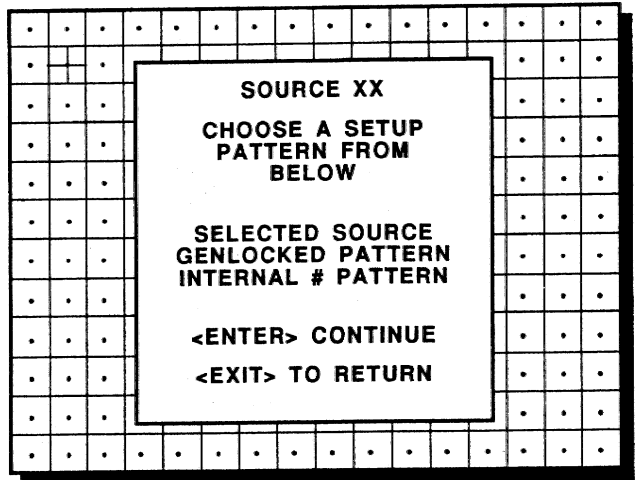 SOURCE XX
CHOOSE A SETUP
PATTERN FROM
BELOW
SELECTED SOURCE
GENLOCKED PATTERN
INTERNAL # PATTERN
<ENTER> CONTINUE
<EXIT> TO RETURN